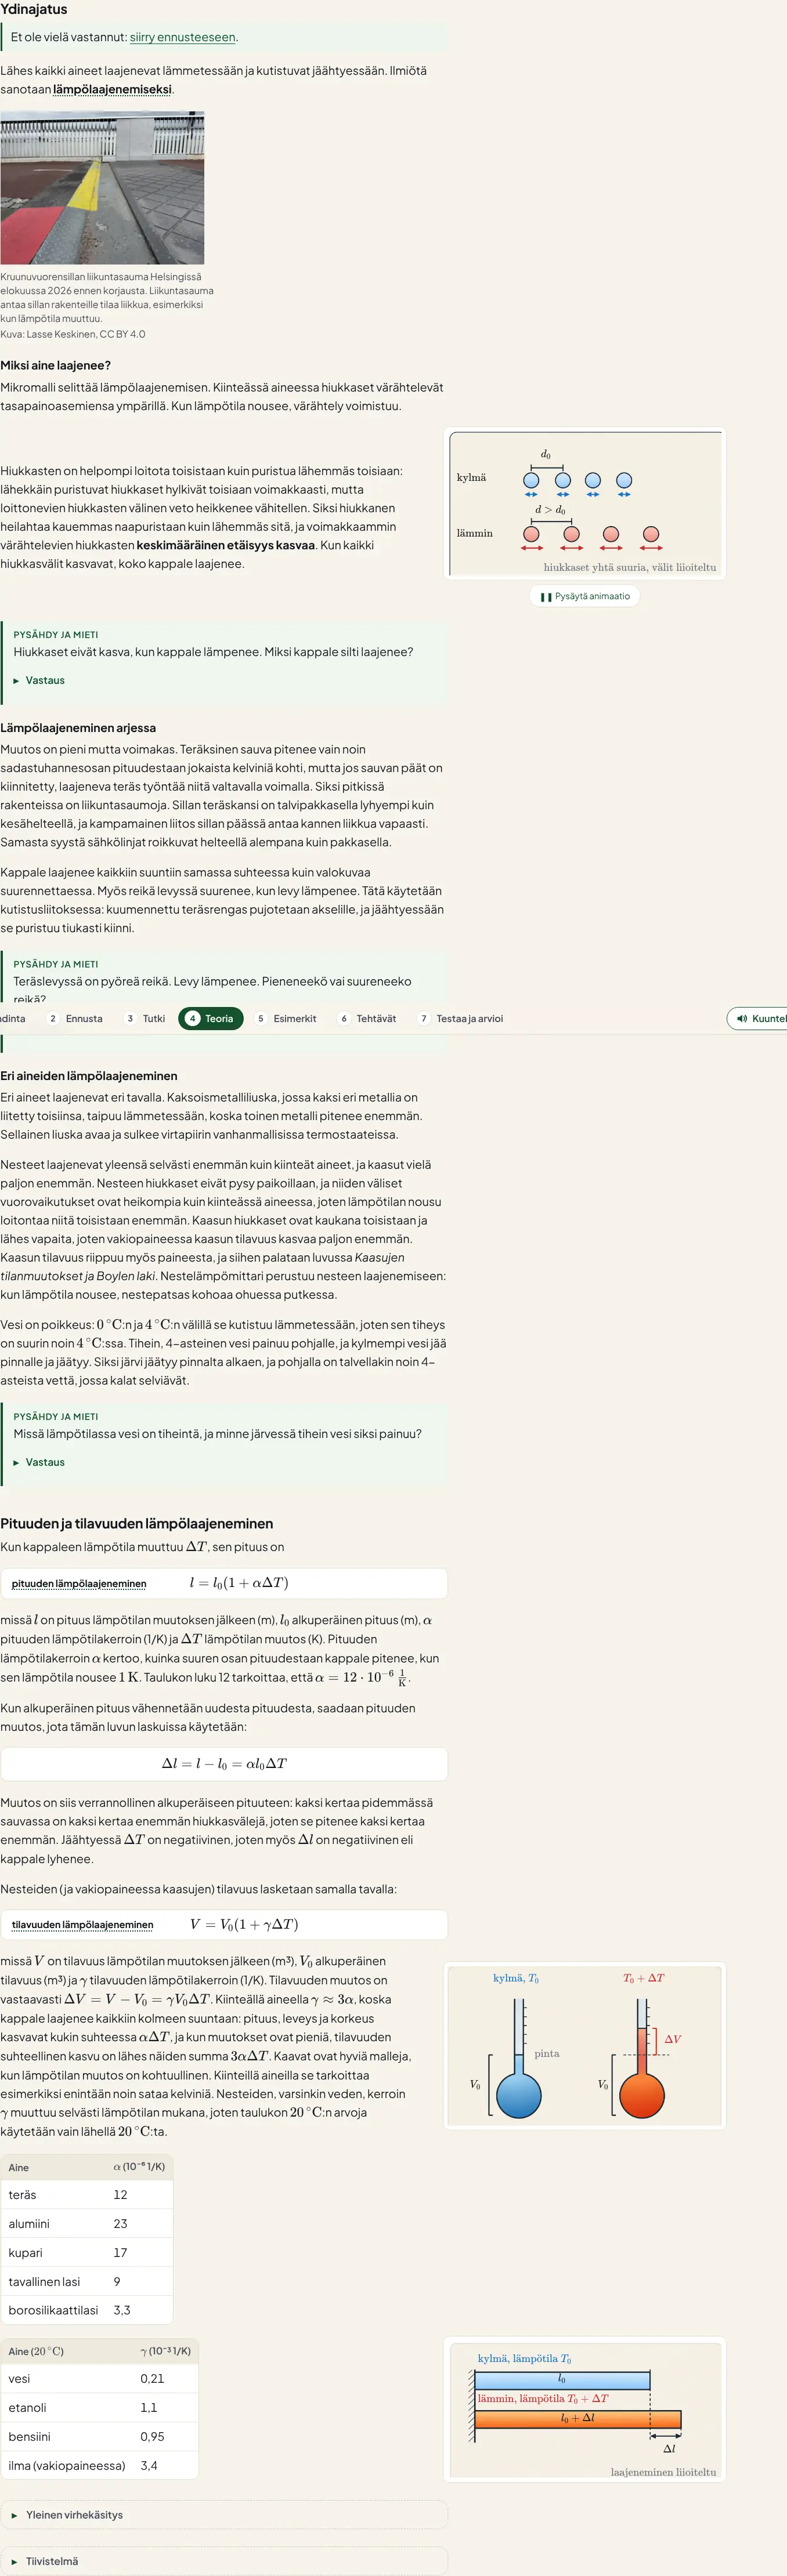 Ydinajatus
Et ole vielä vastannut: siirry ennusteeseen.
Lähes kaikki aineet laajenevat lämmetessään ja kutistuvat jäähtyessään. Ilmiötä
sanotaan lämpölaajenemiseksi.
Kruunuvuorensillan liikuntasauma Helsingissä
elokuussa 2026 ennen korjausta. Liikuntasauma
antaa sillan rakenteille tilaa liikkua, esimerkiksi
kun lämpötila muuttuu.
Kuva: Lasse Keskinen, CC BY 4.0
Miksi aine laajenee?
Mikromalli selittää lämpölaajenemisen. Kiinteässä aineessa hiukkaset värähtelevät
tasapainoasemiensa ympärillä. Kun lämpötila nousee, värähtely voimistuu.
Hiukkasten on helpompi loitota toisistaan kuin puristua lähemmäs toisiaan:
lähekkäin puristuvat hiukkaset hylkivät toisiaan voimakkaasti, mutta
loittonevien hiukkasten välinen veto heikkenee vähitellen. Siksi hiukkanen
heilahtaa kauemmas naapuristaan kuin lähemmäs sitä, ja voimakkaammin
värähtelevien hiukkasten keskimääräinen etäisyys kasvaa. Kun kaikki
hiukkasvälit kasvavat, koko kappale laajenee.
d₀
kylmä
d > d₀
lämmin
hiukkaset yhtä suuria, välit liioiteltu
❚❚ Pysäytä animaatio
PYSÄHDY JA MIETI
Hiukkaset eivät kasva, kun kappale lämpenee. Miksi kappale silti laajenee?
▸ Vastaus
Lämpölaajeneminen arjessa
Muutos on pieni mutta voimakas. Teräksinen sauva pitenee vain noin
sadastuhannesosan pituudestaan jokaista kelviniä kohti, mutta jos sauvan päät on
kiinnitetty, laajeneva teräs työntää niitä valtavalla voimalla. Siksi pitkissä
rakenteissa on liikuntasaumoja. Sillan teräskansi on talvipakkasella lyhyempi kuin
kesähelteellä, ja kampamainen liitos sillan päässä antaa kannen liikkua vapaasti.
Samasta syystä sähkölinjat roikkuvat helteellä alempana kuin pakkasella.
Kappale laajenee kaikkiin suuntiin samassa suhteessa kuin valokuvaa
suurennettaessa. Myös reikä levyssä suurenee, kun levy lämpenee. Tätä käytetään
kutistusliitoksessa: kuumennettu teräsrengas pujotetaan akselille, ja jäähtyessään
se puristuu tiukasti kiinni.
PYSÄHDY JA MIETI
Teräslevyssä on pyöreä reikä. Levy lämpenee. Pieneneekö vai suureneeko
reikä?
hdinta 2 Ennusta 3 Tutki 4 Teoria 5 Esimerkit 6 Tehtävät 7 Testaa ja arvioi Kuuntel
Eri aineiden lämpölaajeneminen
Eri aineet laajenevat eri tavalla. Kaksoismetalliliuska, jossa kaksi eri metallia on
liitetty toisiinsa, taipuu lämmetessään, koska toinen metalli pitenee enemmän.
Sellainen liuska avaa ja sulkee virtapiirin vanhanmallisissa termostaateissa.
Nesteet laajenevat yleensä selvästi enemmän kuin kiinteät aineet, ja kaasut vielä
paljon enemmän. Nesteen hiukkaset eivät pysy paikoillaan, ja niiden väliset
vuorovaikutukset ovat heikompia kuin kiinteässä aineessa, joten lämpötilan nousu
loitontaa niitä toisistaan enemmän. Kaasun hiukkaset ovat kaukana toisistaan ja
lähes vapaita, joten vakiopaineessa kaasun tilavuus kasvaa paljon enemmän.
Kaasun tilavuus riippuu myös paineesta, ja siihen palataan luvussa Kaasujen
tilanmuutokset ja Boylen laki. Nestelämpömittari perustuu nesteen laajenemiseen:
kun lämpötila nousee, nestepatsas kohoaa ohuessa putkessa.
Vesi on poikkeus: 0 °C:n ja 4 °C:n välillä se kutistuu lämmetessään, joten sen tiheys
on suurin noin 4 °C:ssa. Tihein, 4-asteinen vesi painuu pohjalle, ja kylmempi vesi jää
pinnalle ja jäätyy. Siksi järvi jäätyy pinnalta alkaen, ja pohjalla on talvellakin noin 4-
asteista vettä, jossa kalat selviävät.
PYSÄHDY JA MIETI
Missä lämpötilassa vesi on tiheintä, ja minne järvessä tihein vesi siksi painuu?
▸ Vastaus
Pituuden ja tilavuuden lämpölaajeneminen
Kun kappaleen lämpötila muuttuu ΔT, sen pituus on
pituuden lämpölaajeneminen l = l₀(1 + αΔT)
missä l on pituus lämpötilan muutoksen jälkeen (m), l₀ alkuperäinen pituus (m), α
pituuden lämpötilakerroin (1/K) ja ΔT lämpötilan muutos (K). Pituuden
lämpötilakerroin α kertoo, kuinka suuren osan pituudestaan kappale pitenee, kun
sen lämpötila nousee 1 K. Taulukon luku 12 tarkoittaa, että α = 12 · 10⁻⁶ 1/K.
Kun alkuperäinen pituus vähennetään uudesta pituudesta, saadaan pituuden
muutos, jota tämän luvun laskuissa käytetään:
Δl = l − l₀ = αl₀ΔT
Muutos on siis verrannollinen alkuperäiseen pituuteen: kaksi kertaa pidemmässä
sauvassa on kaksi kertaa enemmän hiukkasvälejä, joten se pitenee kaksi kertaa
enemmän. Jäähtyessä ΔT on negatiivinen, joten myös Δl on negatiivinen eli
kappale lyhenee.
Nesteiden (ja vakiopaineessa kaasujen) tilavuus lasketaan samalla tavalla:
tilavuuden lämpölaajeneminen V = V₀(1 + γΔT)
missä V on tilavuus lämpötilan muutoksen jälkeen (m³), V₀ alkuperäinen
tilavuus (m³) ja γ tilavuuden lämpötilakerroin (1/K). Tilavuuden muutos on
vastaavasti ΔV = V − V₀ = γV₀ΔT. Kiinteällä aineella γ ≈ 3α, koska
kappale laajenee kaikkiin kolmeen suuntaan: pituus, leveys ja korkeus
kasvavat kukin suhteessa αΔT, ja kun muutokset ovat pieniä, tilavuuden
suhteellinen kasvu on lähes näiden summa 3αΔT. Kaavat ovat hyviä malleja,
kun lämpötilan muutos on kohtuullinen. Kiinteillä aineilla se tarkoittaa
esimerkiksi enintään noin sataa kelviniä. Nesteiden, varsinkin veden, kerroin
γ muuttuu selvästi lämpötilan mukana, joten taulukon 20 °C:n arvoja
käytetään vain lähellä 20 °C:ta.
kylmä, T₀ T₀ + ΔT
ΔV
pinta
V₀ V₀
Aine α (10⁻⁶ 1/K)
teräs 12
alumiini 23
kupari 17
tavallinen lasi 9
borosilikaattilasi 3,3
Aine (20 °C) γ (10⁻³ 1/K)
vesi 0,21
etanoli 1,1
bensiini 0,95
ilma (vakiopaineessa) 3,4
kylmä, lämpötila T₀
l₀
lämmin, lämpötila T₀ + ΔT
l₀ + Δl
Δl
laajeneminen liioiteltu
▸ Yleinen virhekäsitys
▸ Tiivistelmä